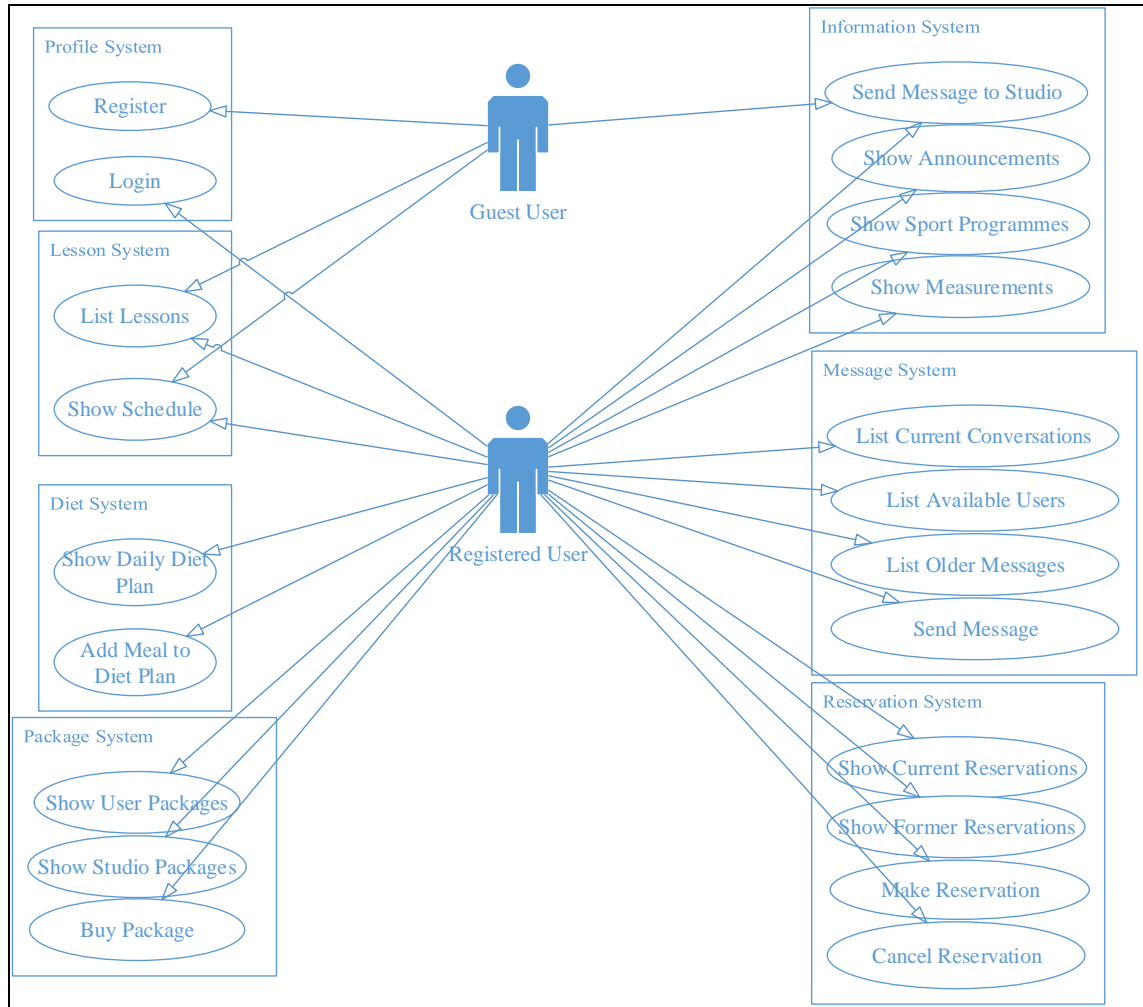 Profile System
Register
Login
Lesson System
List Lessons
Show Schedule
Diet System
Show Daily Diet
Plan
Add Meal to
Diet Plan
Package System
Show User Packages
Show Studio Packages
Buy Package
Guest User
Registered User
Information System
Send Message to Studio
Show Announcements
Show Sport Programmes
Show Measurements
Message System
List Current Conversations
List Available Users
List Older Messages
Send Message
Reservation System
Show Current Reservations
Show Former Reservations
Make Reservation
Cancel Reservation